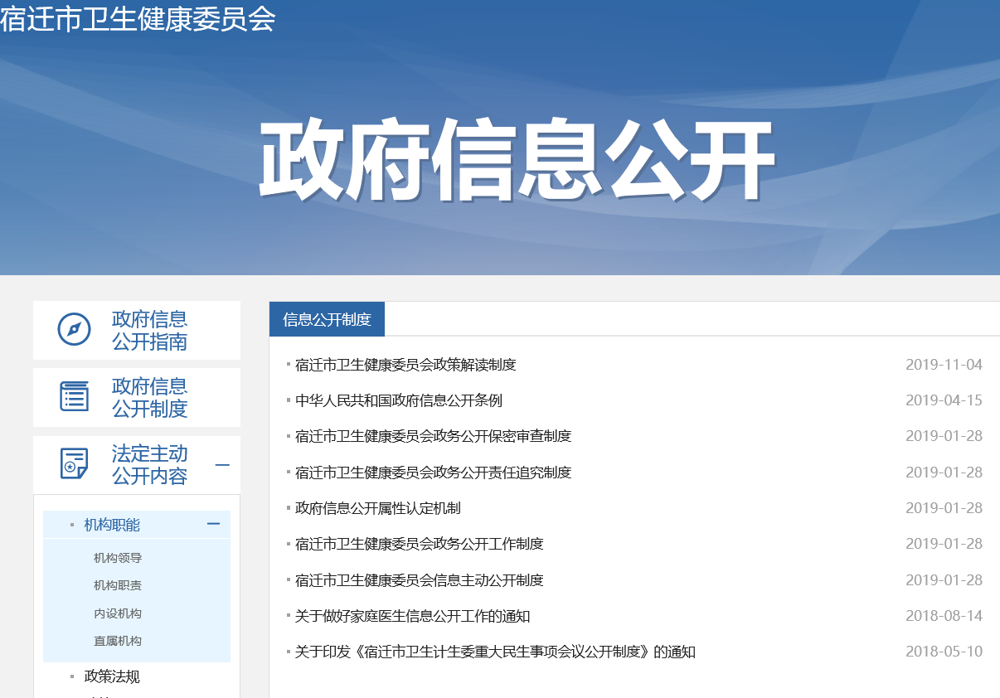 宿迁市卫生健康委员会
政府信息公开
政府信息
公开指南
政府信息
公开制度
法定主动
公开内容
机构职能
机构领导
机构职责
内设机构
直属机构
政策法规
信息公开制度
宿迁市卫生健康委员会政策解读制度 2019-11-04
中华人民共和国政府信息公开条例 2019-04-15
宿迁市卫生健康委员会政务公开保密审查制度 2019-01-28
宿迁市卫生健康委员会政务公开责任追究制度 2019-01-28
政府信息公开属性认定机制 2019-01-28
宿迁市卫生健康委员会政务公开工作制度 2019-01-28
宿迁市卫生健康委员会信息主动公开制度 2019-01-28
关于做好家庭医生信息公开工作的通知 2018-08-14
关于印发《宿迁市卫生计生委重大民生事项会议公开制度》的通知 2018-05-10